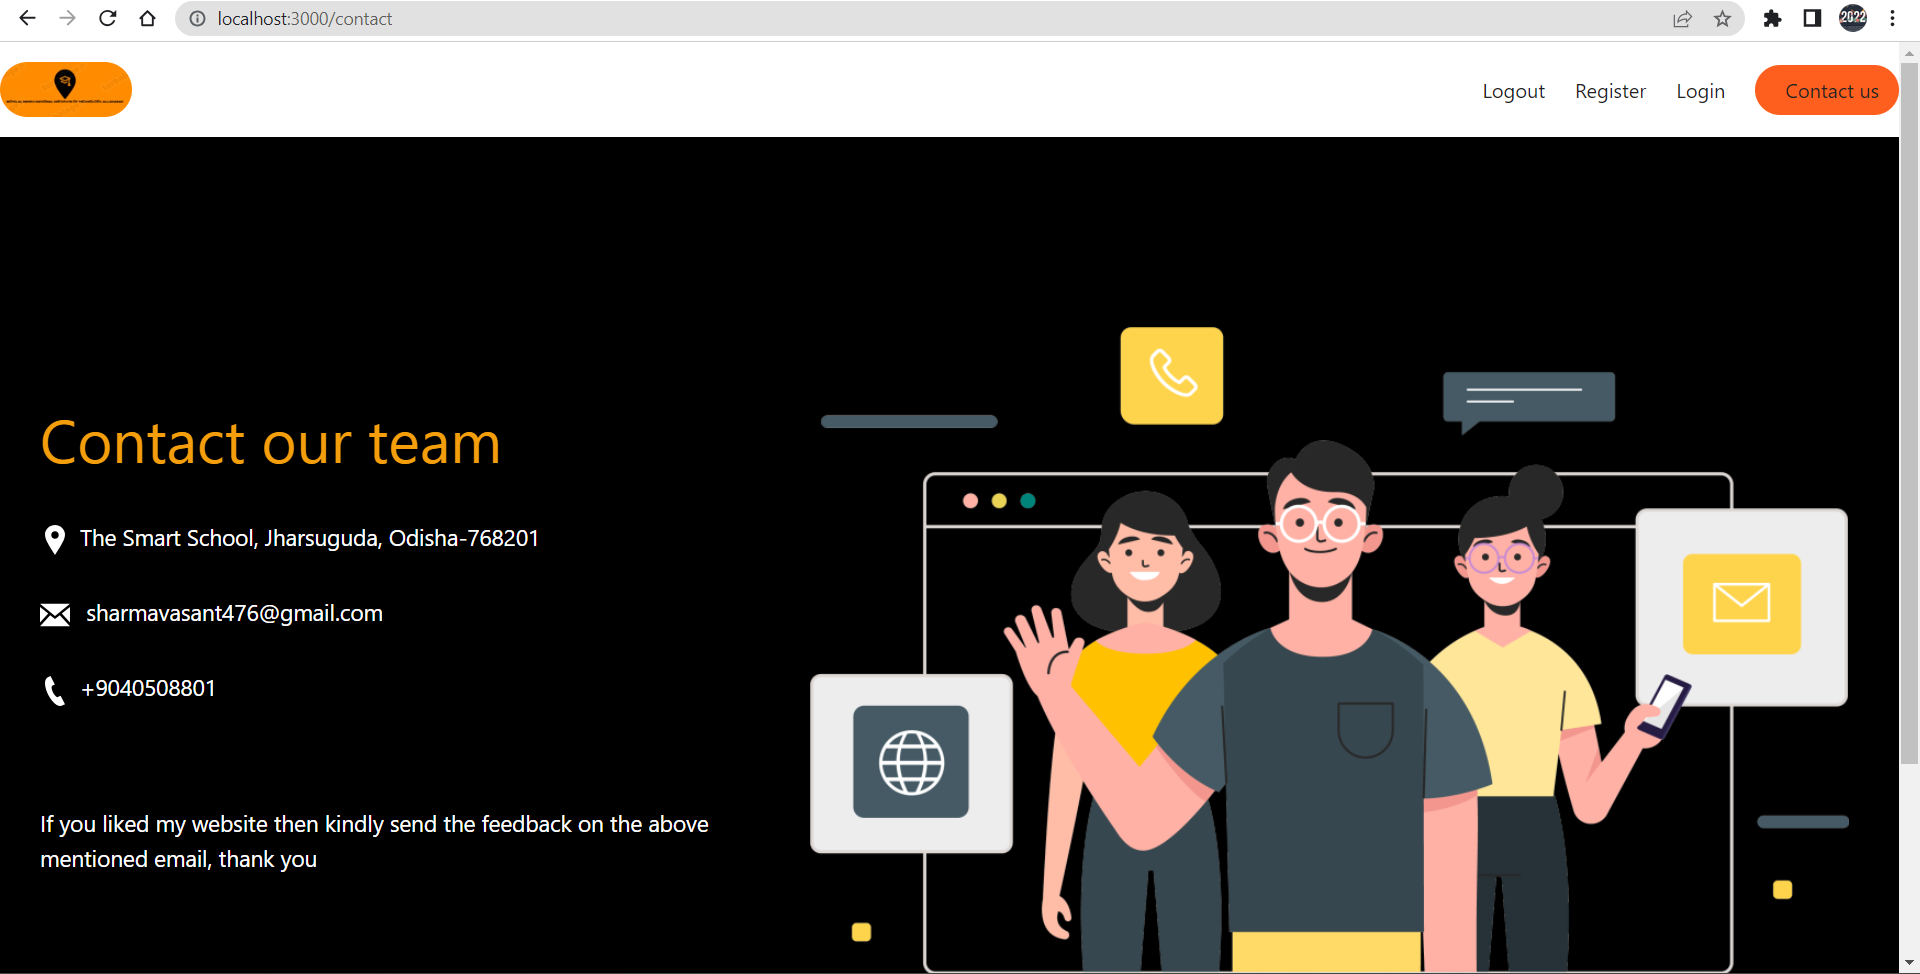 localhost:3000/contact
2022
Logout Register Login Contact us
Contact our team
The Smart School, Jharsuguda, Odisha-768201
sharmavasant476@gmail.com
+9040508801
If you liked my website then kindly send the feedback on the above
mentioned email, thank you